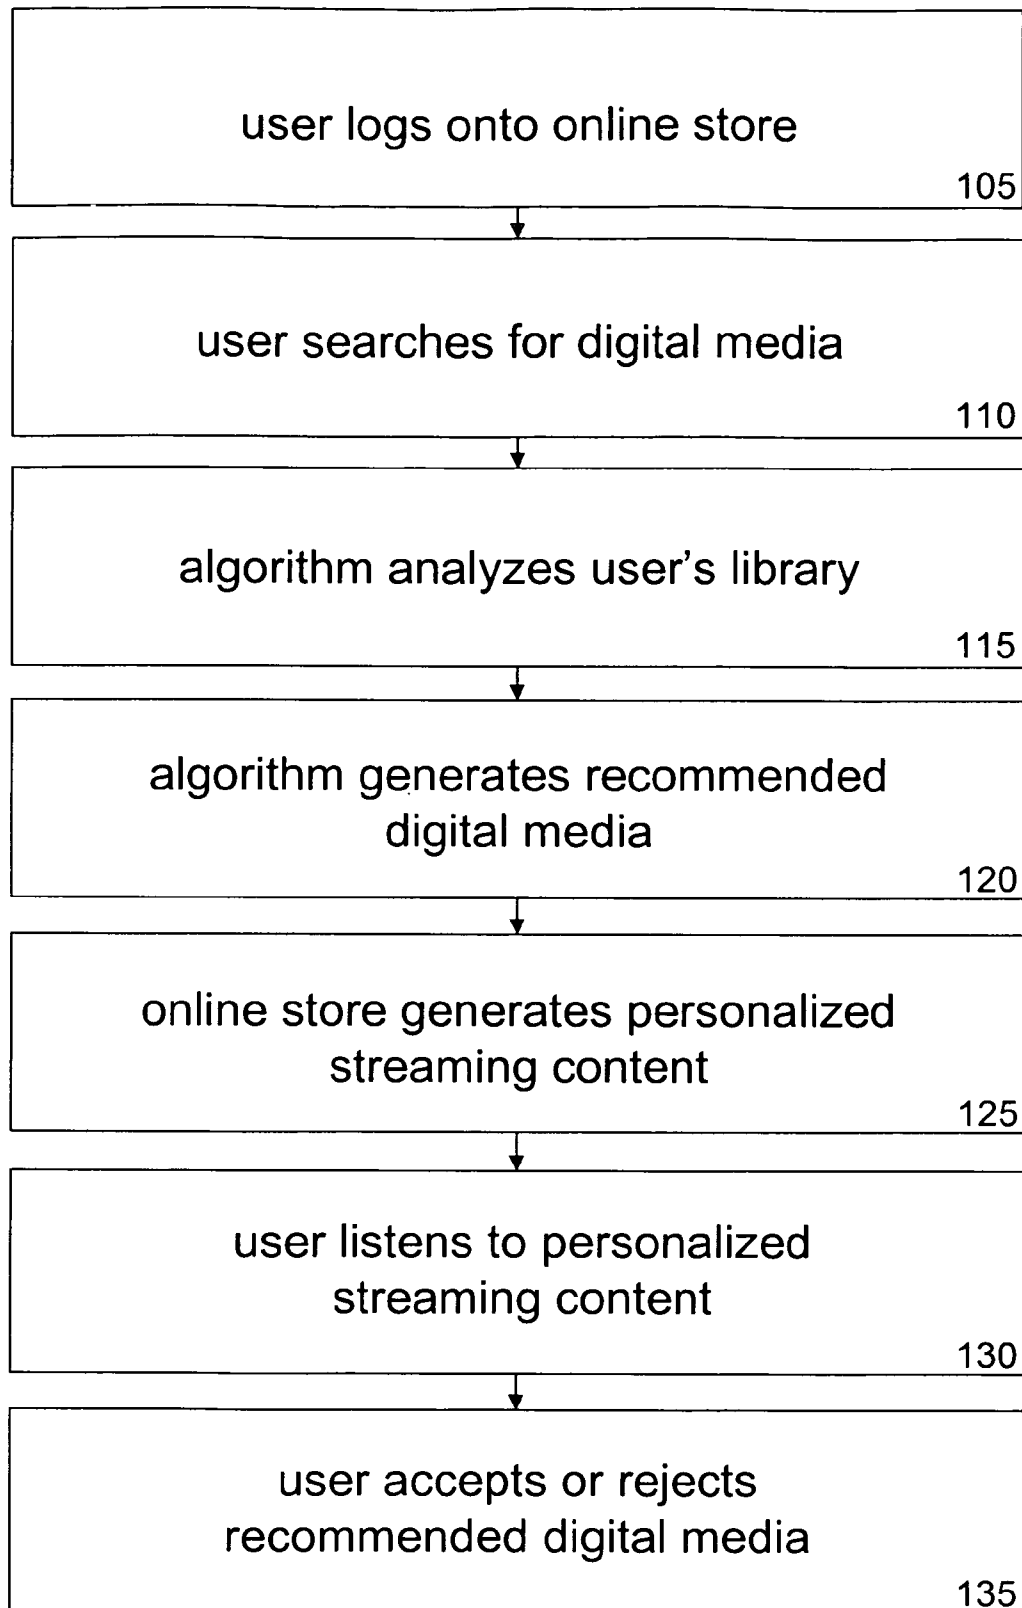 user logs onto online store
105
user searches for digital media
110
algorithm analyzes user's library
115
algorithm generates recommended
digital media
120
online store generates personalized
streaming content
125
user listens to personalized
streaming content
130
user accepts or rejects
recommended digital media
135